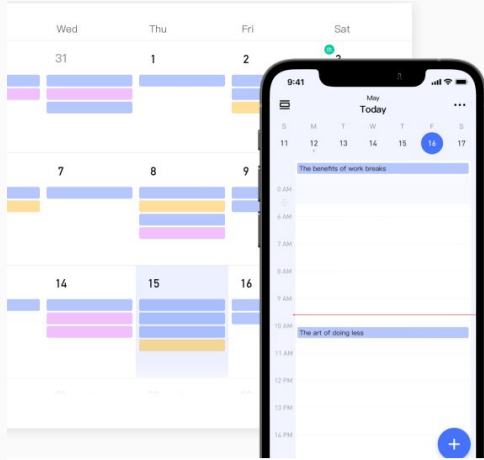 Wed Thu Fri Sat
31 1 2
7 8 9
14 15 16
9:41
May
Today
S M T W T F S
11 12 13 14 15 16 17
The benefits of work breaks
0 AM
6 AM
7 AM
8 AM
9 AM
10 AM
The art of doing less
11 AM
12 PM
13 PM
14 PM